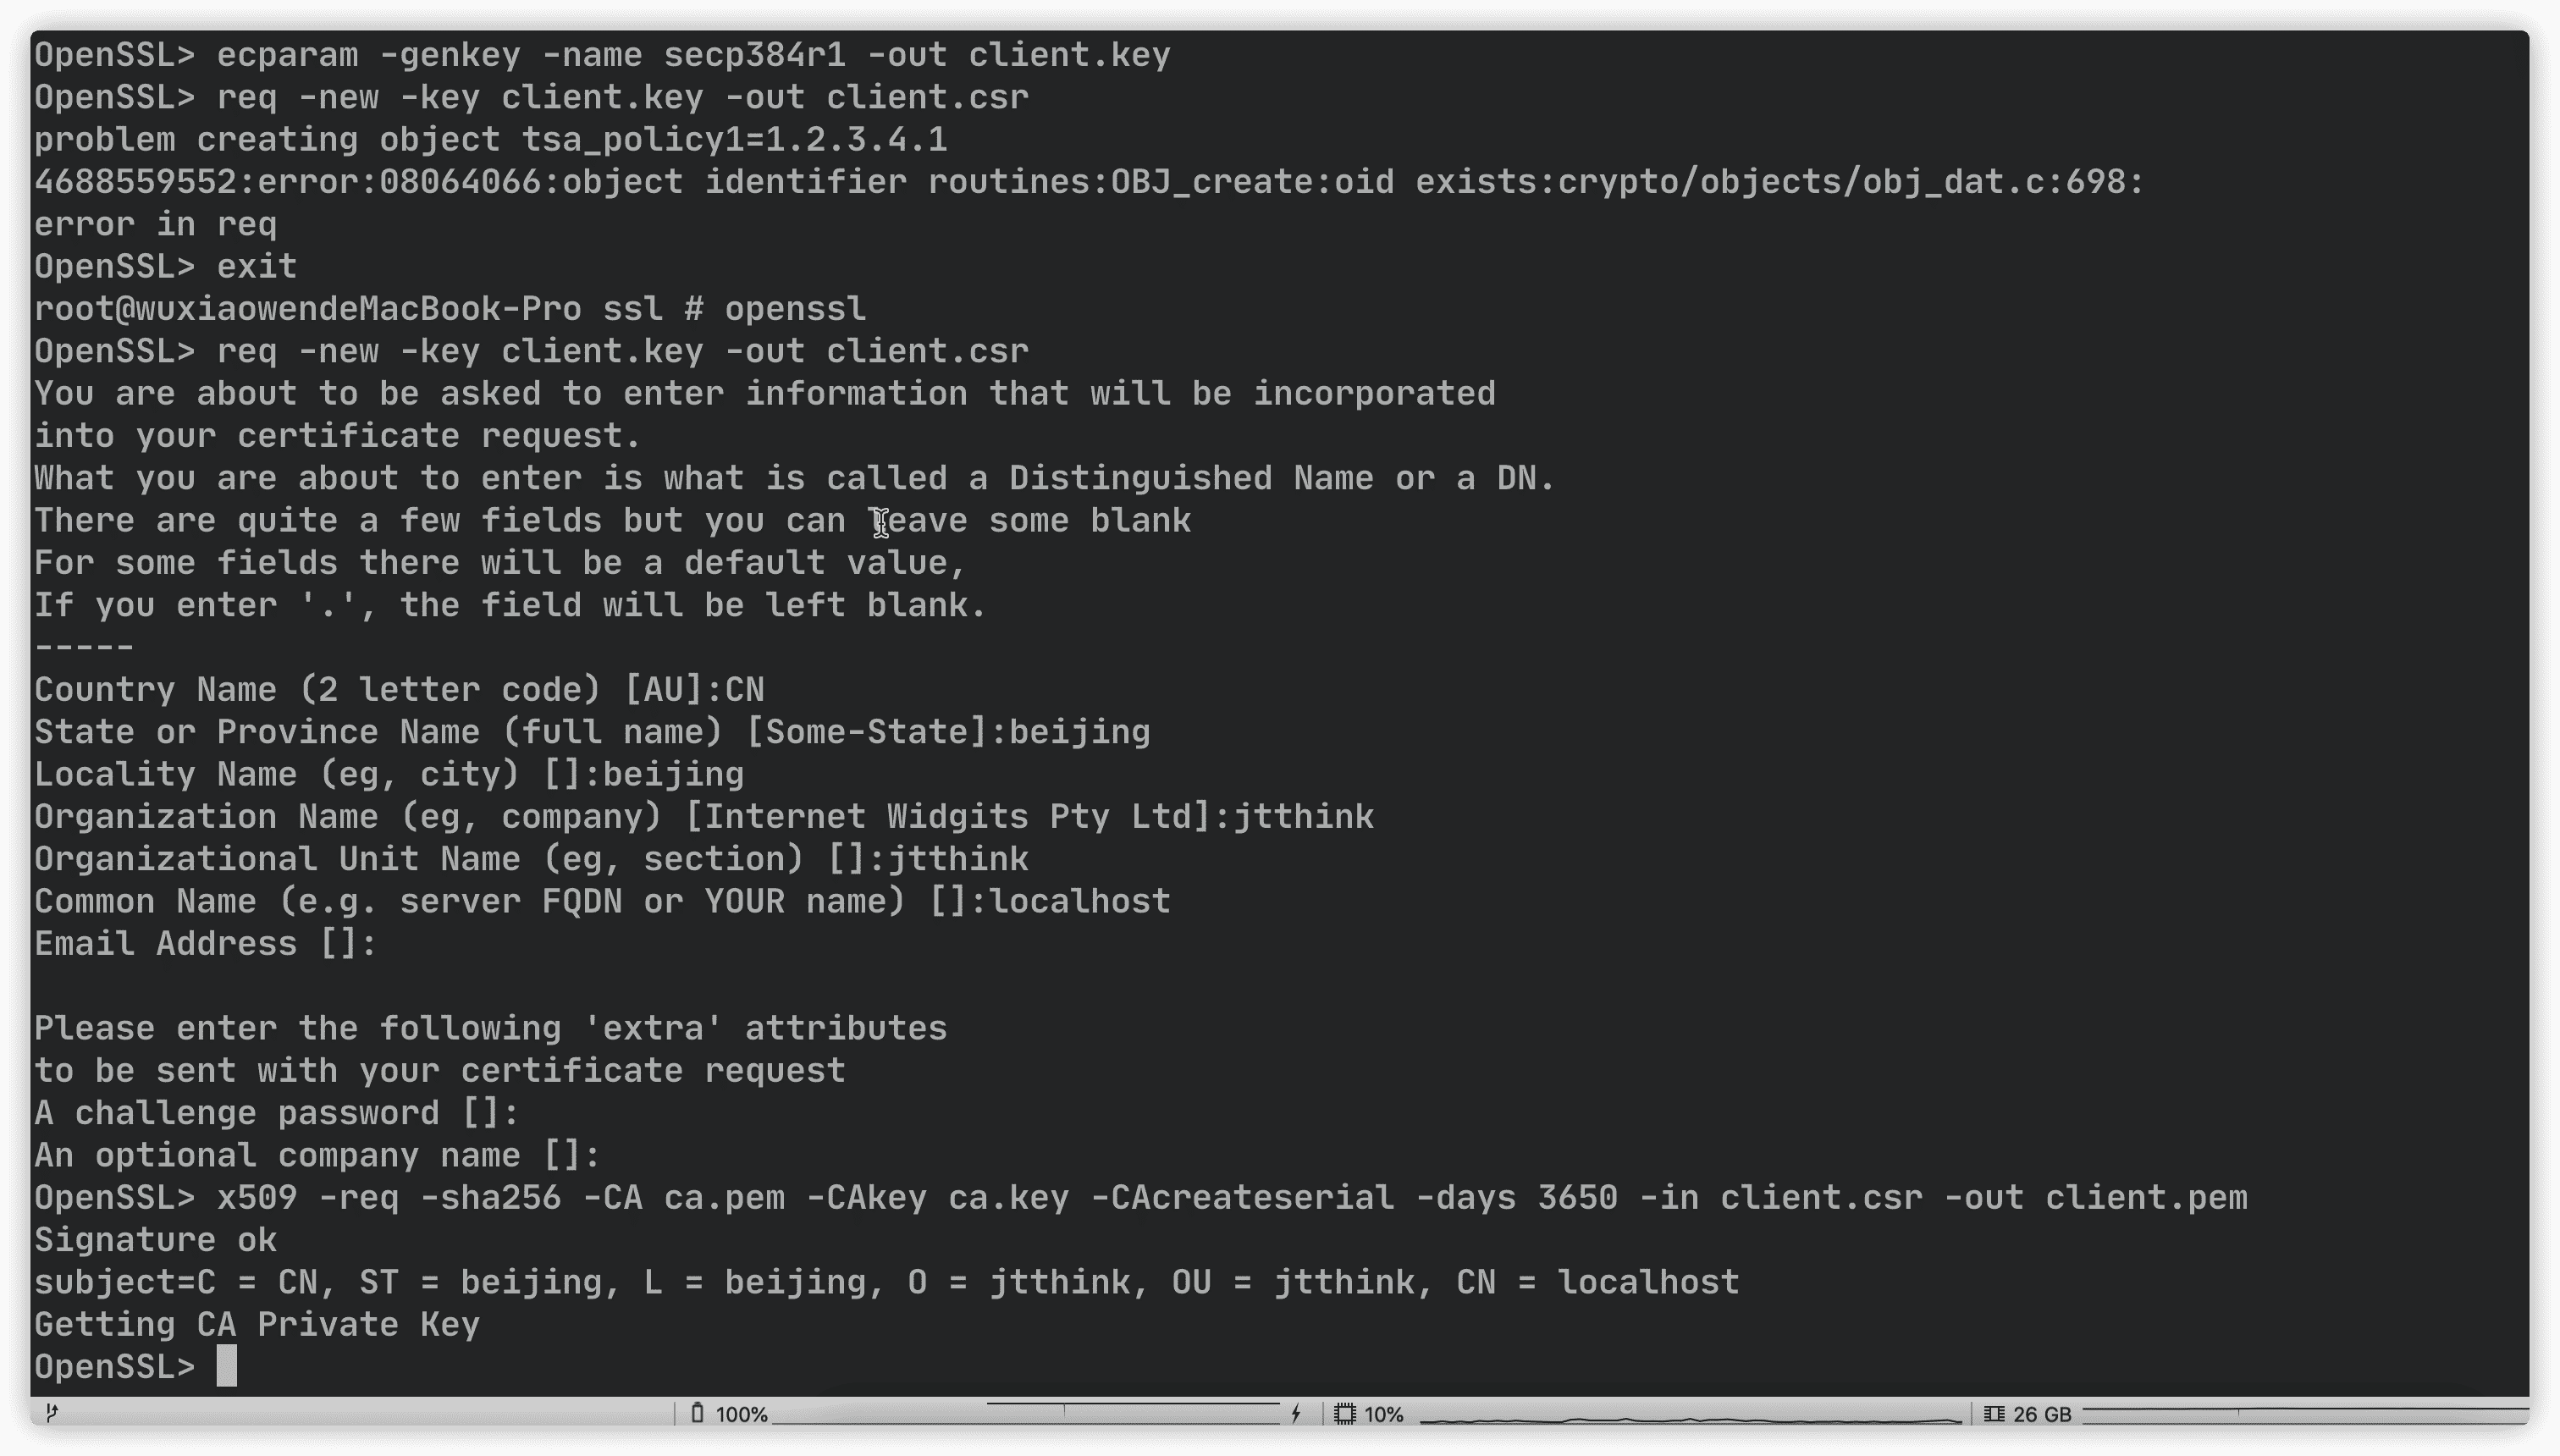 OpenSSL> ecparam -genkey -name secp384r1 -out client.key
OpenSSL> req -new -key client.key -out client.csr
problem creating object tsa_policy1=1.2.3.4.1
4688559552:error:08064066:object identifier routines:OBJ_create:oid exists:crypto/objects/obj_dat.c:698:
error in req
OpenSSL> exit
root@wuxiaowendeMacBook-Pro ssl # openssl
OpenSSL> req -new -key client.key -out client.csr
You are about to be asked to enter information that will be incorporated
into your certificate request.
What you are about to enter is what is called a Distinguished Name or a DN.
There are quite a few fields but you can leave some blank
For some fields there will be a default value,
If you enter '.', the field will be left blank.
-----
Country Name (2 letter code) [AU]:CN
State or Province Name (full name) [Some-State]:beijing
Locality Name (eg, city) []:beijing
Organization Name (eg, company) [Internet Widgits Pty Ltd]:jtthink
Organizational Unit Name (eg, section) []:jtthink
Common Name (e.g. server FQDN or YOUR name) []:localhost
Email Address []:
Please enter the following 'extra' attributes
to be sent with your certificate request
A challenge password []:
An optional company name []:
OpenSSL> x509 -req -sha256 -CA ca.pem -CAkey ca.key -CAcreateserial -days 3650 -in client.csr -out client.pem
Signature ok
subject=C = CN, ST = beijing, L = beijing, O = jtthink, OU = jtthink, CN = localhost
Getting CA Private Key
OpenSSL>
100% 10% 26 GB